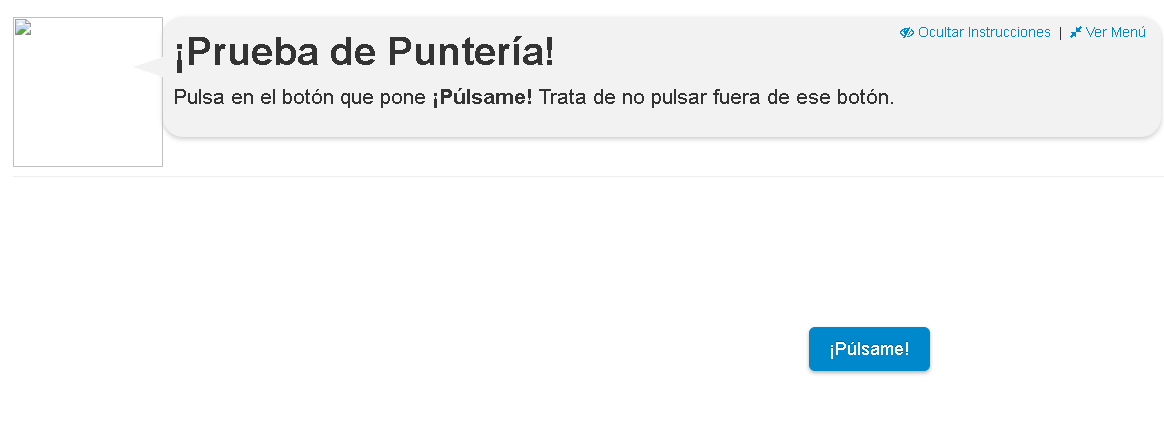 Ocultar Instrucciones | Ver Menú
¡Prueba de Puntería!
Pulsa en el botón que pone ¡Púlsame! Trata de no pulsar fuera de ese botón.
¡Púlsame!